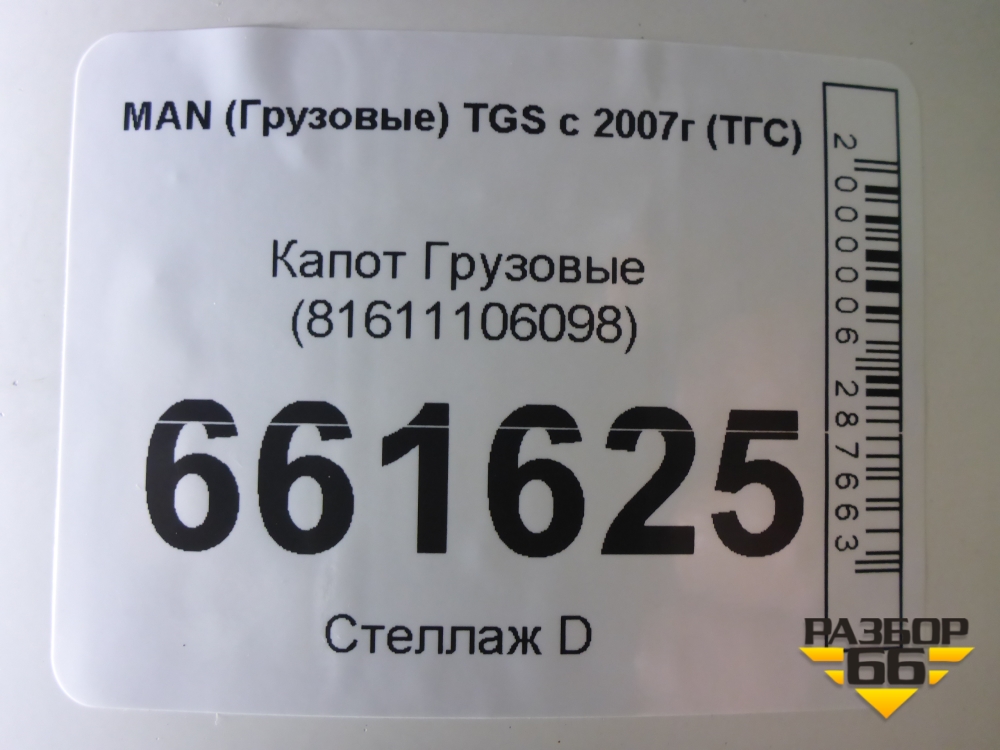 MAN (Грузовые) TGS с 2007г (ТГС)
Капот Грузовые
(81611106098)
661625
Стеллаж D
2000006287663
РАЗБОР
66